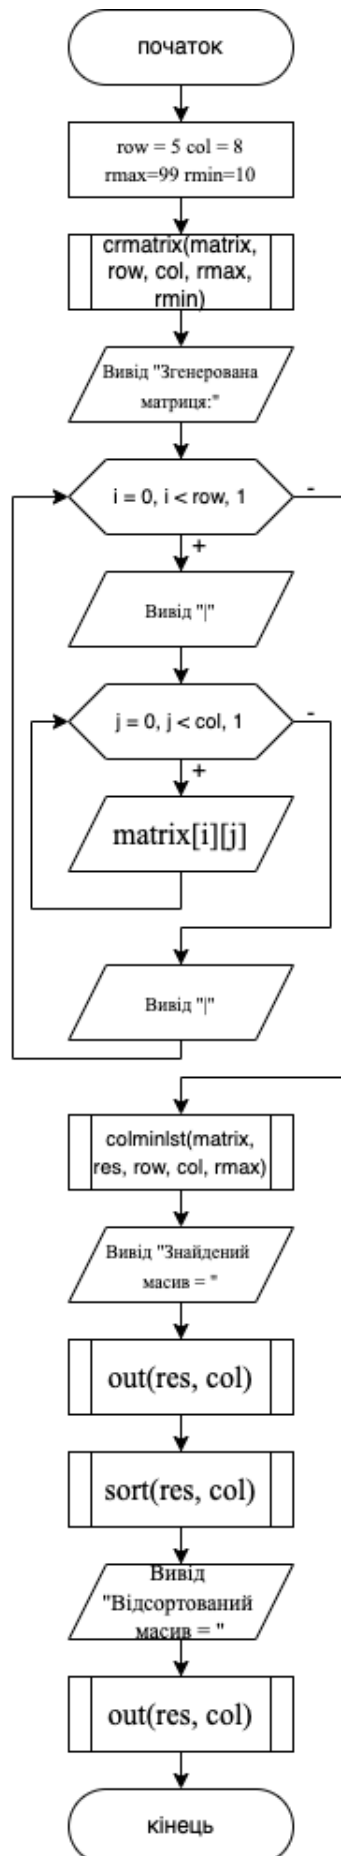 початок
row = 5 col = 8
rmax=99 rmin=10
crmatrix(matrix,
row, col, rmax,
rmin)
Вивід "Згенерована
матриця:"
i = 0, i < row, 1
-
+
Вивід "|"
j = 0, j < col, 1
-
+
matrix[i][j]
Вивід "|"
colminlst(matrix,
res, row, col, rmax)
Вивід "Знайдений
масив = "
out(res, col)
sort(res, col)
Вивід
"Відсортований
масив = "
out(res, col)
кінець